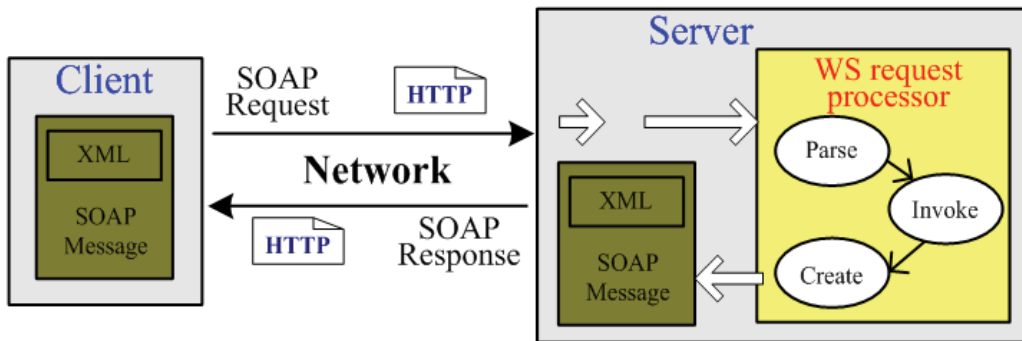 Client
XML
SOAP
Message
SOAP
Request
HTTP
Network
HTTP
SOAP
Response
Server
XML
SOAP
Message
WS request
processor
Parse
Invoke
Create